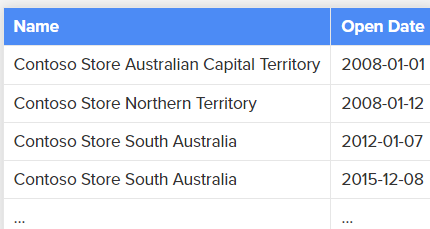 Name Open Date
Contoso Store Australian Capital Territory 2008-01-01
Contoso Store Northern Territory 2008-01-12
Contoso Store South Australia 2012-01-07
Contoso Store South Australia 2015-12-08
... ...